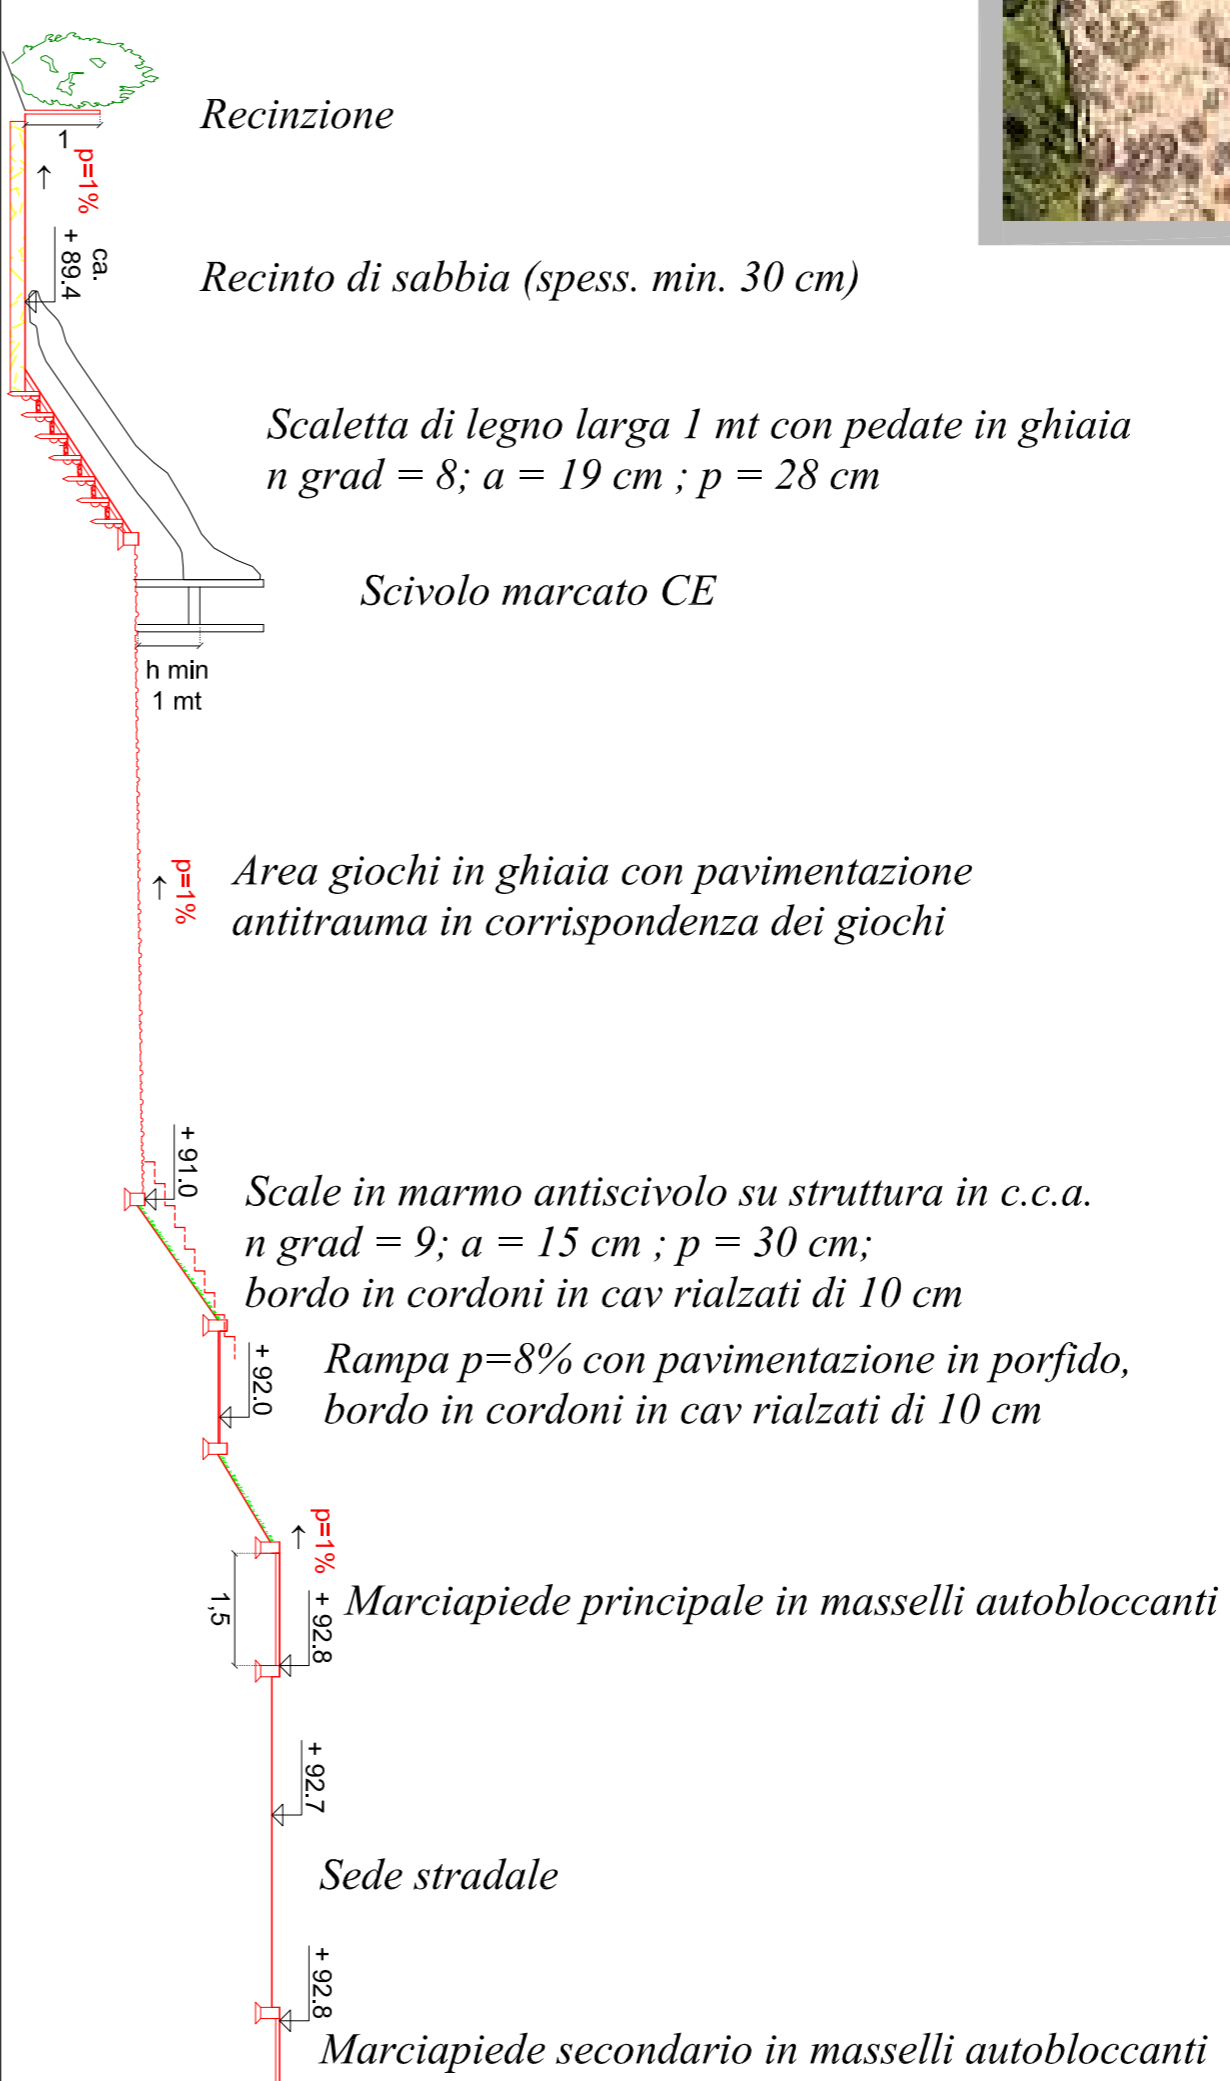 Recinzione
1
p=1%
ca.
+ 89.4
Recinto di sabbia (spess. min. 30 cm)
Scaletta di legno larga 1 mt con pedate in ghiaia
n grad = 8; a = 19 cm ; p = 28 cm
Scivolo marcato CE
h min
1 mt
p=1%
Area giochi in ghiaia con pavimentazione
antitrauma in corrispondenza dei giochi
+ 91.0
Scale in marmo antiscivolo su struttura in c.c.a.
n grad = 9; a = 15 cm ; p = 30 cm;
bordo in cordoni in cav rialzati di 10 cm
+ 92.0
Rampa p=8% con pavimentazione in porfido,
bordo in cordoni in cav rialzati di 10 cm
p=1%
1,5
+ 92.8
Marciapiede principale in masselli autobloccanti
+ 92.7
Sede stradale
+ 92.8
Marciapiede secondario in masselli autobloccanti